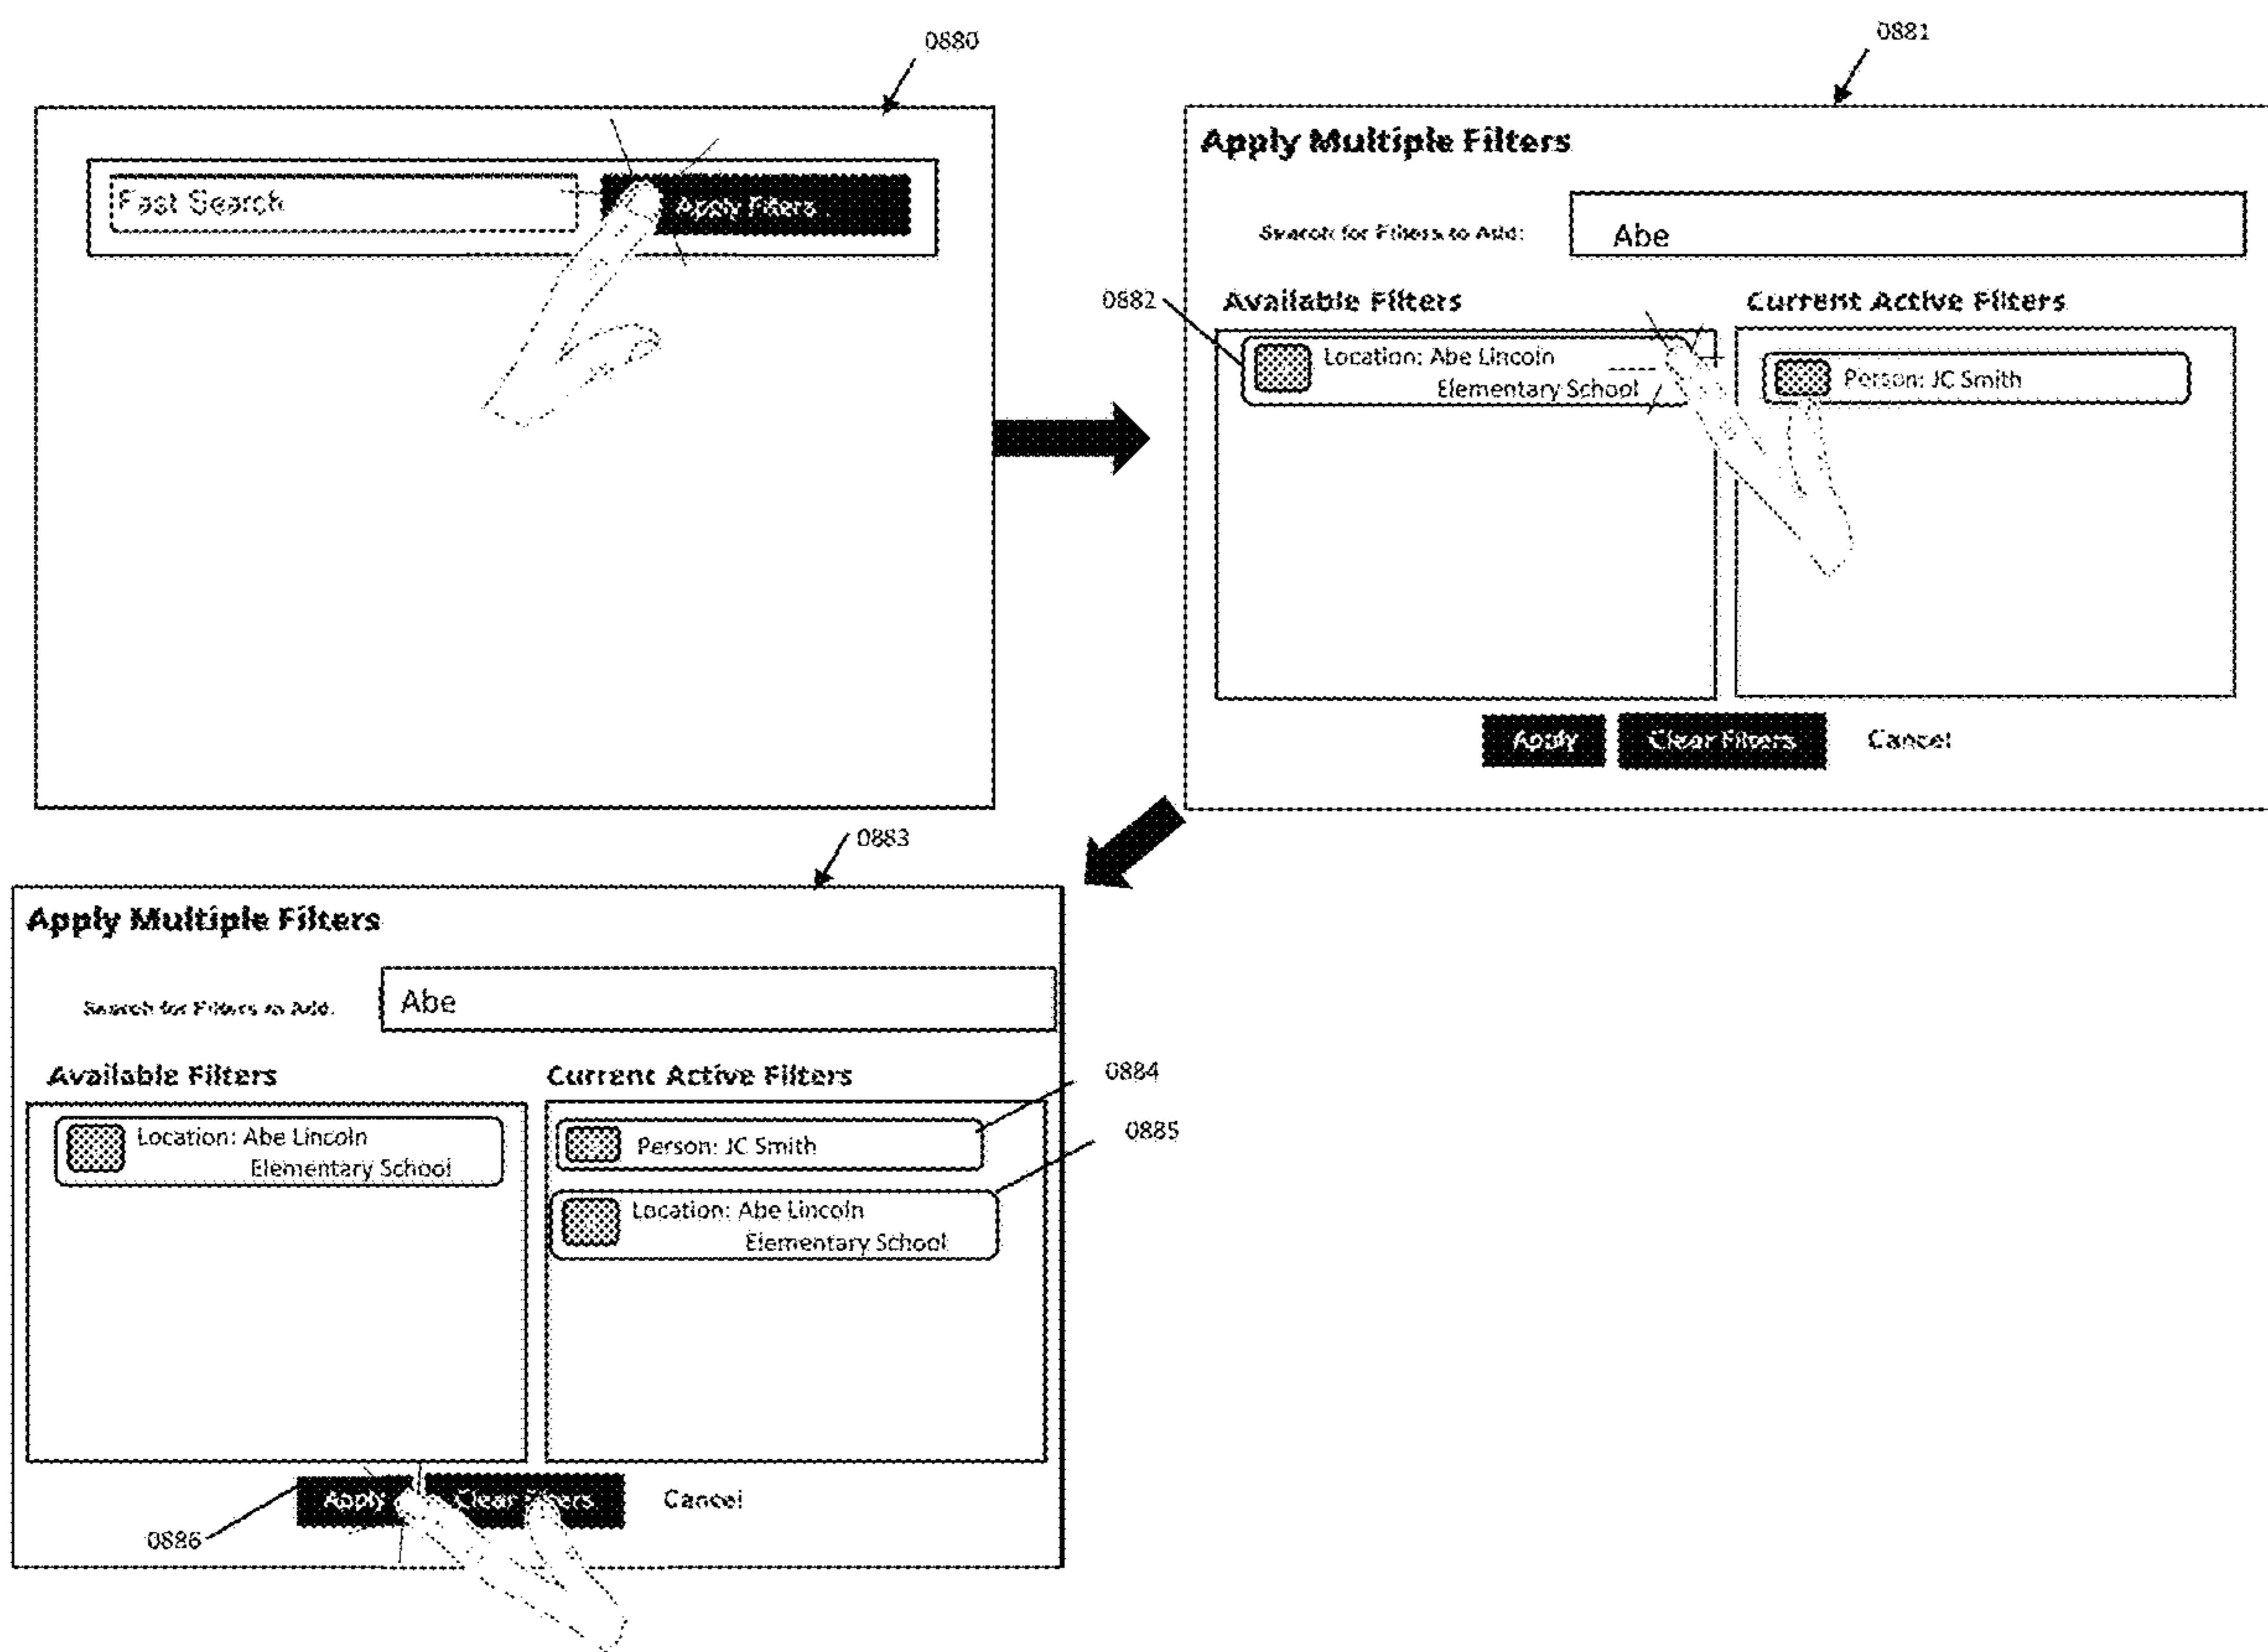 0880
Fast Search
Apply Filters
0881
Apply Multiple Filters
Search for Filters to Add:
Abe
0882
Available Filters
Current Active Filters
Location: Abe Lincoln
Elementary School
Person: JC Smith
Apply
Clear Filters
Cancel
0883
Apply Multiple Filters
Search for Filters to Add:
Abe
Available Filters
Current Active Filters
0884
0885
Location: Abe Lincoln
Elementary School
Person: JC Smith
Location: Abe Lincoln
Elementary School
Apply
Clear Filters
Cancel
0886